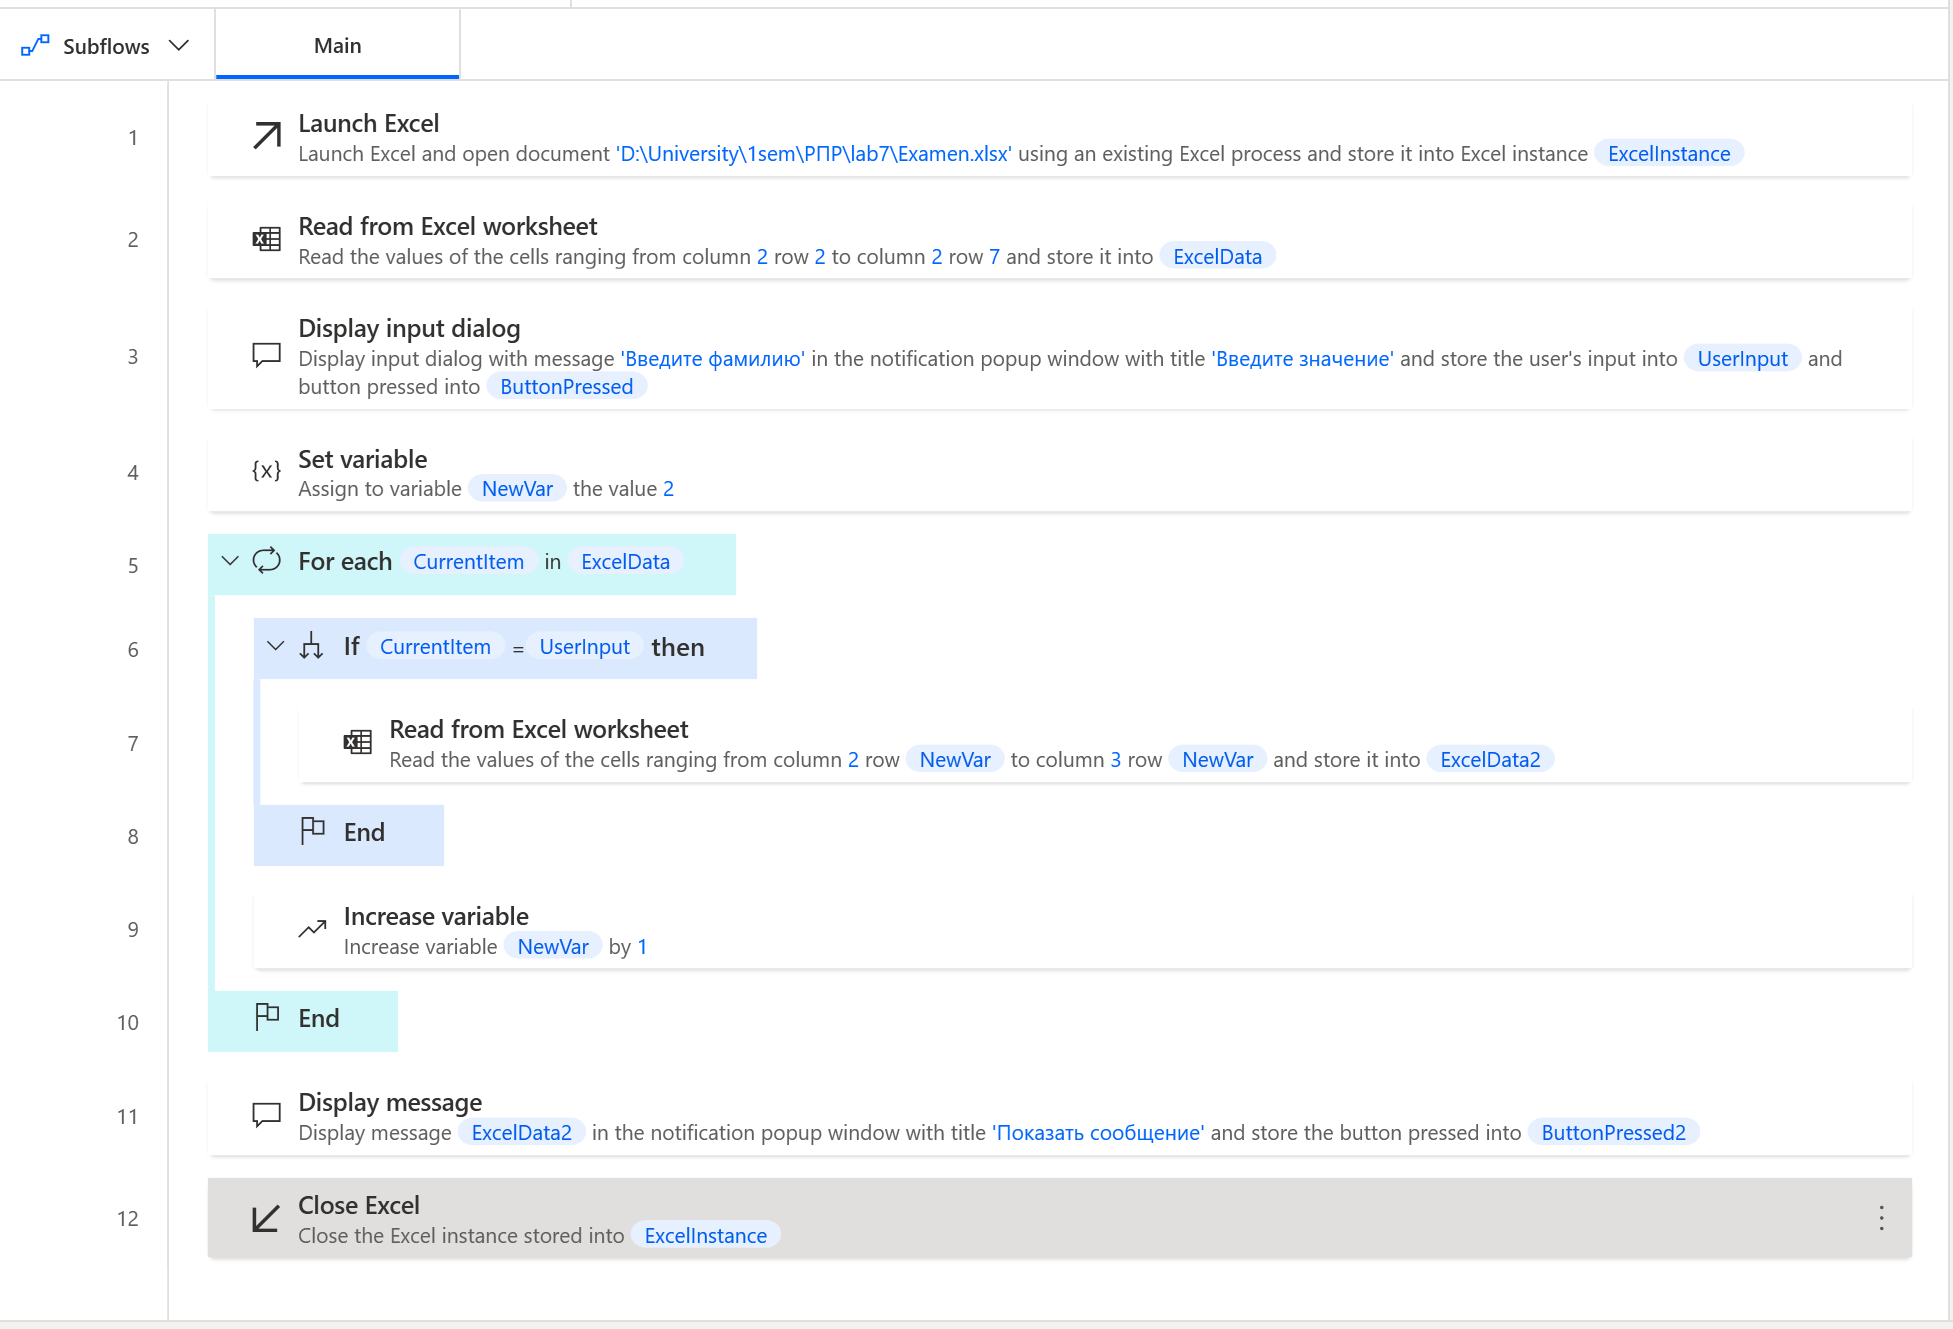 Subflows
Main
1
Launch Excel
Launch Excel and open document 'D:\University\1sem\РПР\lab7\Examen.xlsx' using an existing Excel process and store it into Excel instance ExcelInstance
2
Read from Excel worksheet
Read the values of the cells ranging from column 2 row 2 to column 2 row 7 and store it into ExcelData
3
Display input dialog
Display input dialog with message 'Введите фамилию' in the notification popup window with title 'Введите значение' and store the user's input into UserInput and
button pressed into ButtonPressed
4
{x} Set variable
Assign to variable NewVar the value 2
5
For each CurrentItem in ExcelData
6
If CurrentItem = UserInput then
7
Read from Excel worksheet
Read the values of the cells ranging from column 2 row NewVar to column 3 row NewVar and store it into ExcelData2
8
End
9
Increase variable
Increase variable NewVar by 1
10
End
11
Display message
Display message ExcelData2 in the notification popup window with title 'Показать сообщение' and store the button pressed into ButtonPressed2
12
Close Excel
Close the Excel instance stored into ExcelInstance